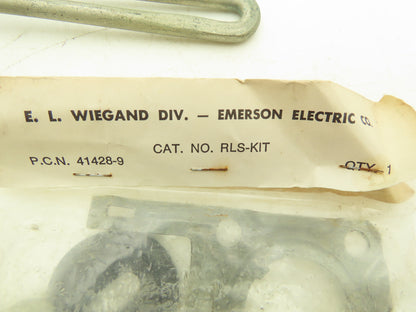 E. L. WIEGAND DIV. — EMERSON ELECTRIC CO.
CAT. NO. RLS-KIT
P.C.N. 41428-9
QTY. 1